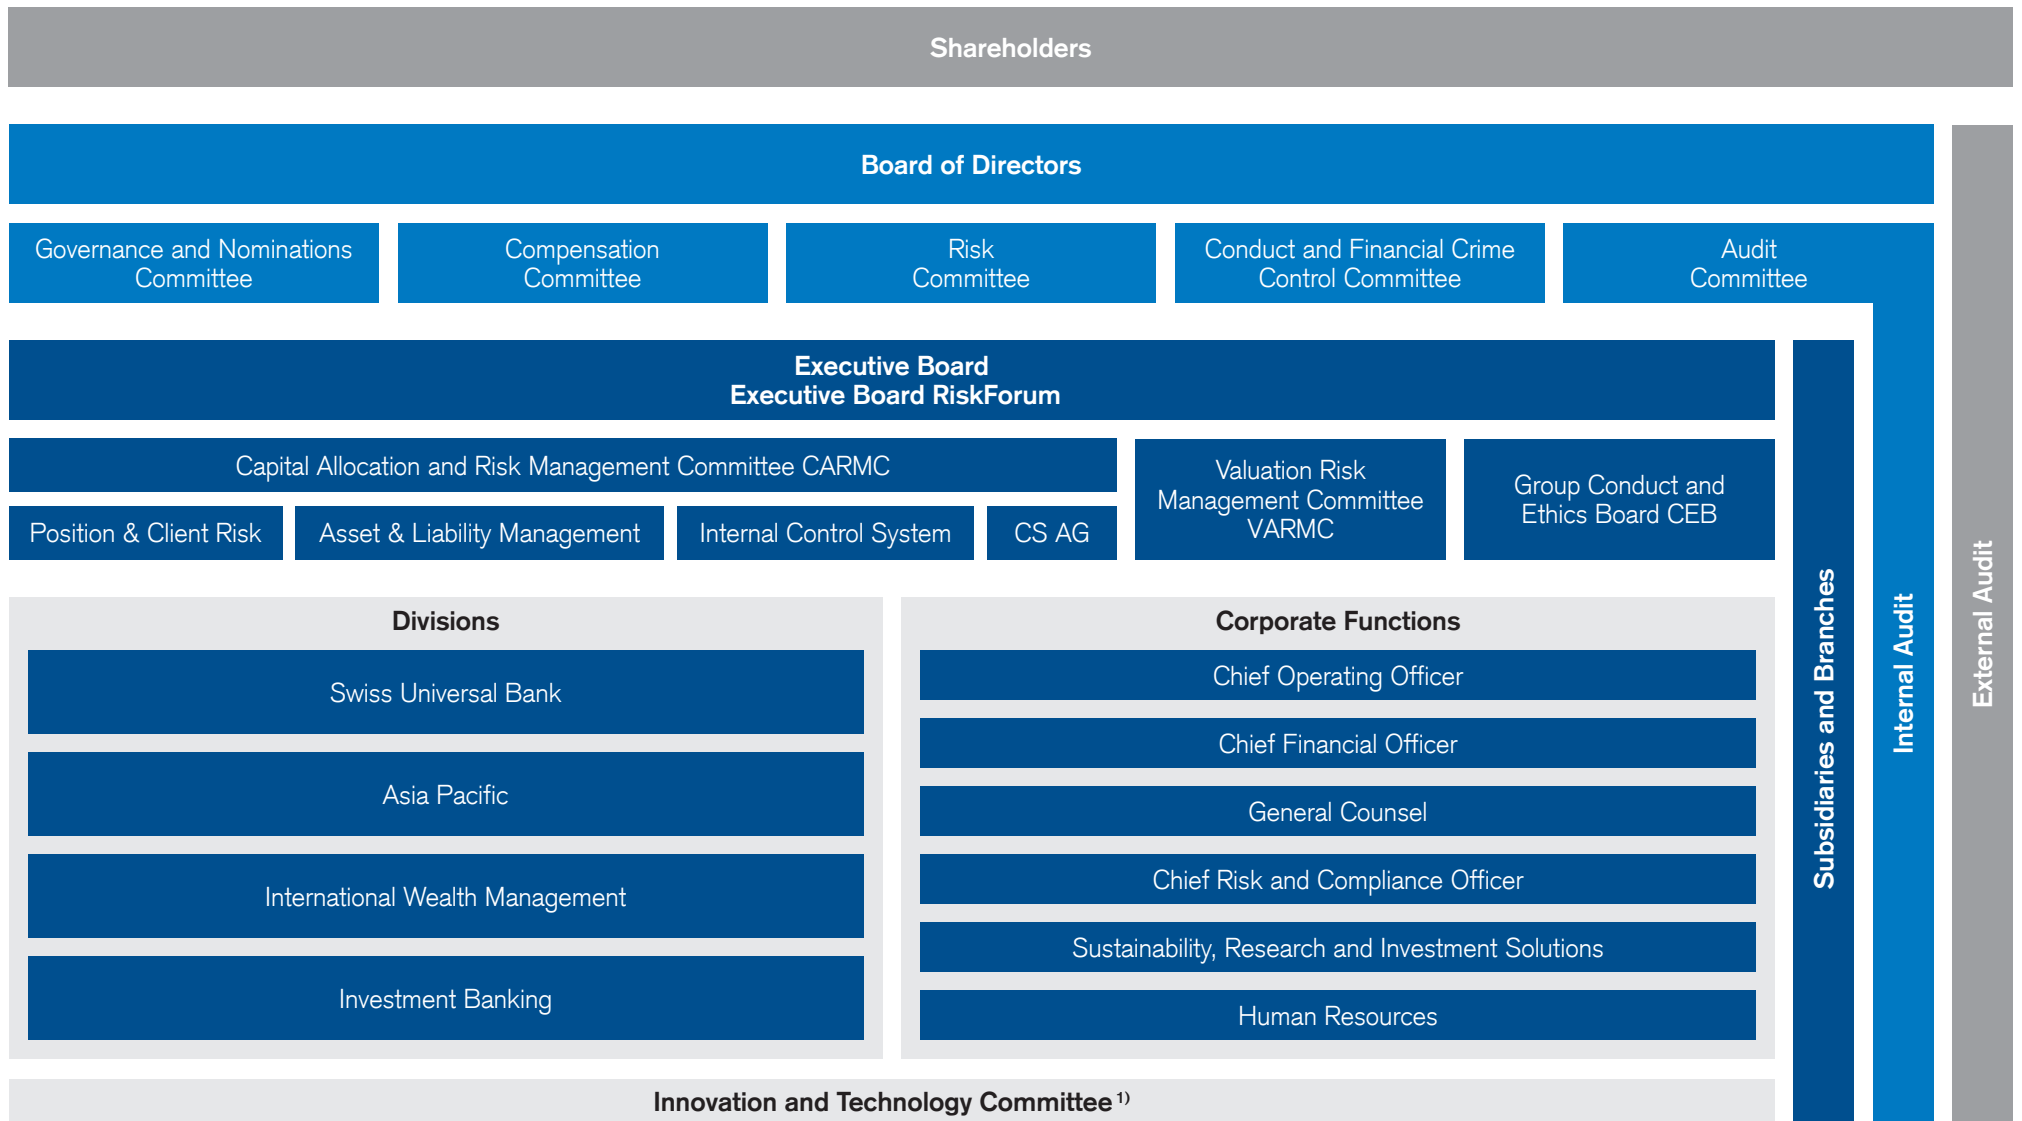 Shareholders
Board of Directors
Governance and Nominations
Committee
Compensation
Committee
Risk
Committee
Conduct and Financial Crime
Control Committee
Audit
Committee
Executive Board
Executive Board RiskForum
Capital Allocation and Risk Management Committee CARMC
Position & Client Risk
Asset & Liability Management
Internal Control System
CS AG
Valuation Risk
Management Committee
VARMC
Group Conduct and
Ethics Board CEB
Divisions
Swiss Universal Bank
Asia Pacific
International Wealth Management
Investment Banking
Corporate Functions
Chief Operating Officer
Chief Financial Officer
General Counsel
Chief Risk and Compliance Officer
Sustainability, Research and Investment Solutions
Human Resources
Innovation and Technology Committee 1)
Subsidiaries and Branches
Internal Audit
External Audit